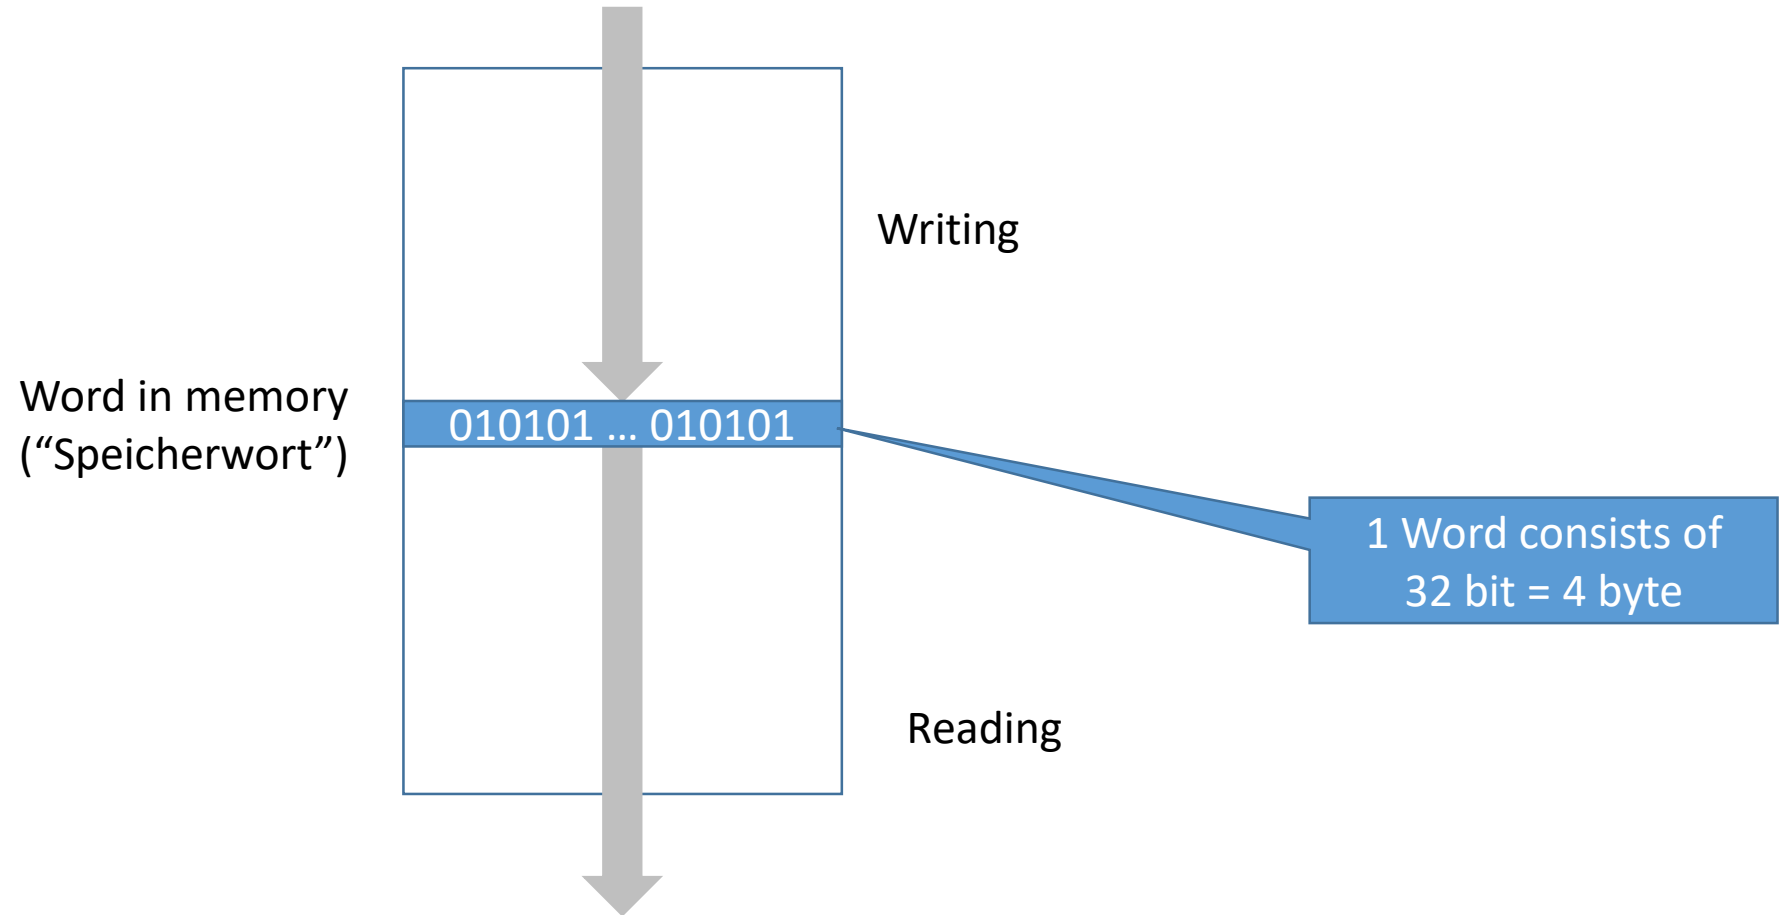 Writing
Word in memory
(“Speicherwort”)
010101 … 010101
1 Word consists of
32 bit = 4 byte
Reading